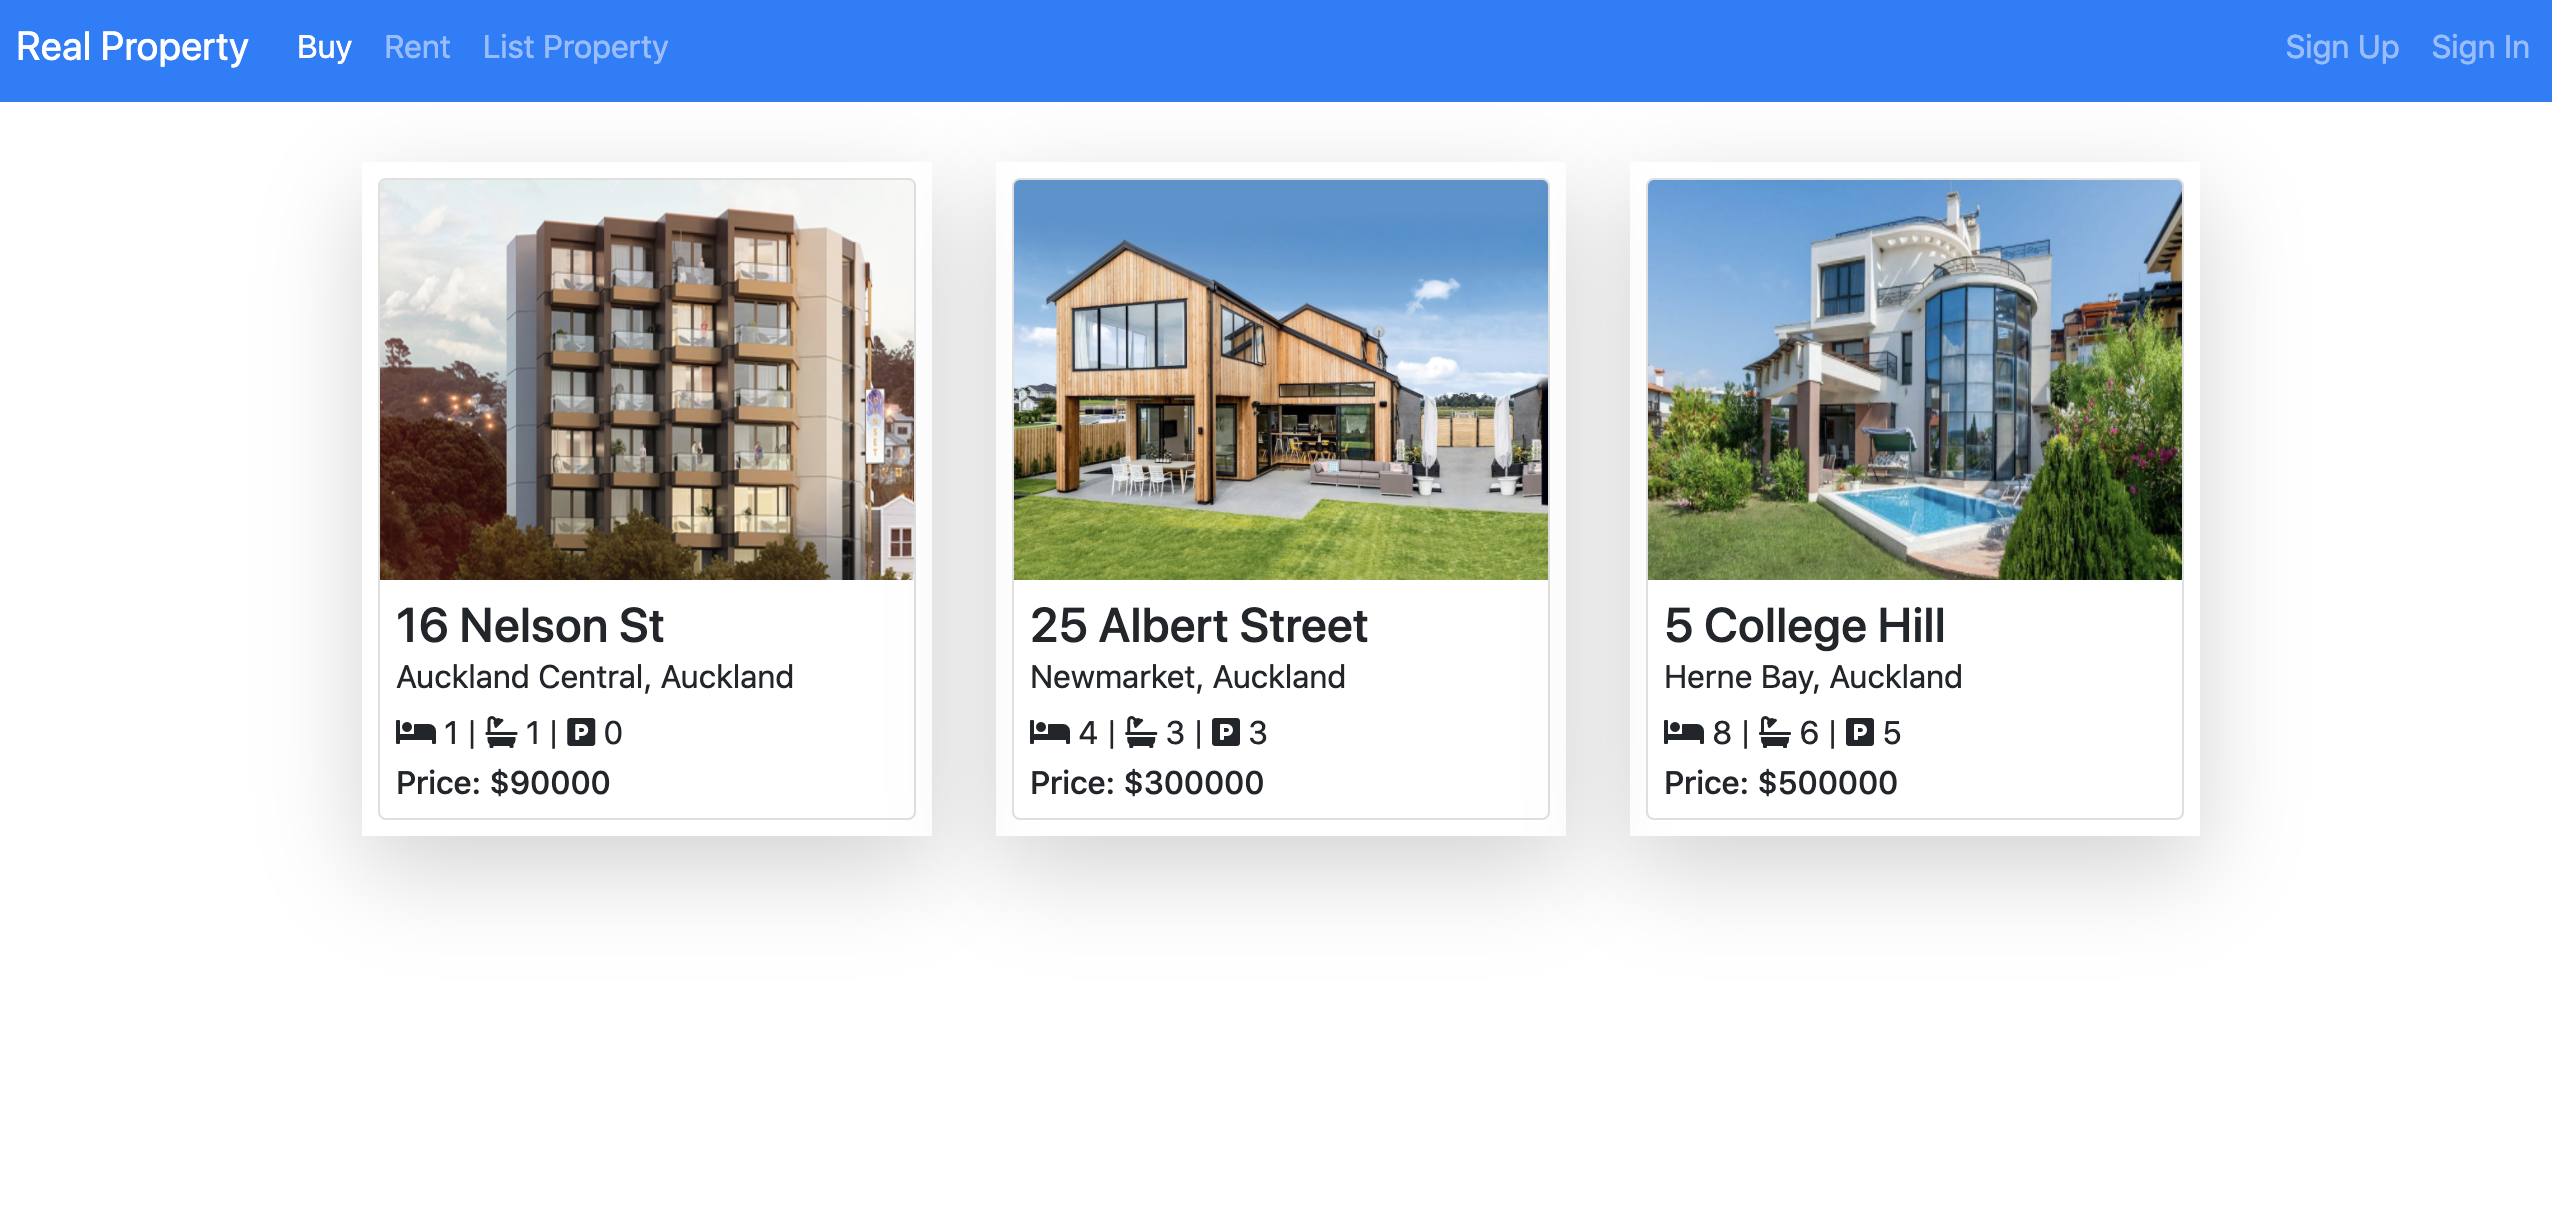 Real Property Buy Rent List Property Sign Up Sign In
16 Nelson St
Auckland Central, Auckland
1 | 1 | P 0
Price: $90000
25 Albert Street
Newmarket, Auckland
4 | 3 | P 3
Price: $300000
5 College Hill
Herne Bay, Auckland
8 | 6 | P 5
Price: $500000